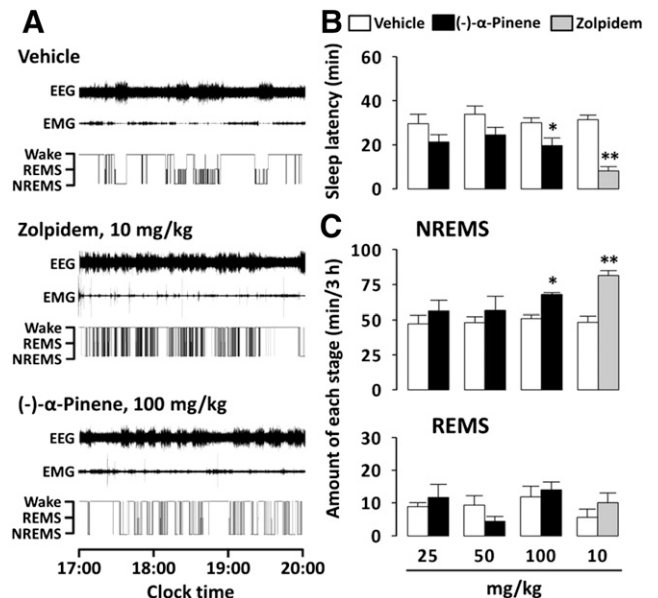 A
Vehicle
EEG
EMG
Wake
REMS
NREMS
Zolpidem, 10 mg/kg
EEG
EMG
Wake
REMS
NREMS
(-)-α-Pinene, 100 mg/kg
EEG
EMG
Wake
REMS
NREMS
17:00 18:00 19:00 20:00
Clock time
B
Vehicle (-)-α-Pinene Zolpidem
Sleep latency (min)
60
40
20
0
*
**
C
NREMS
Amount of each stage (min/3 h)
100
75
50
25
0
*
**
REMS
30
20
10
0
25 50 100 10
mg/kg